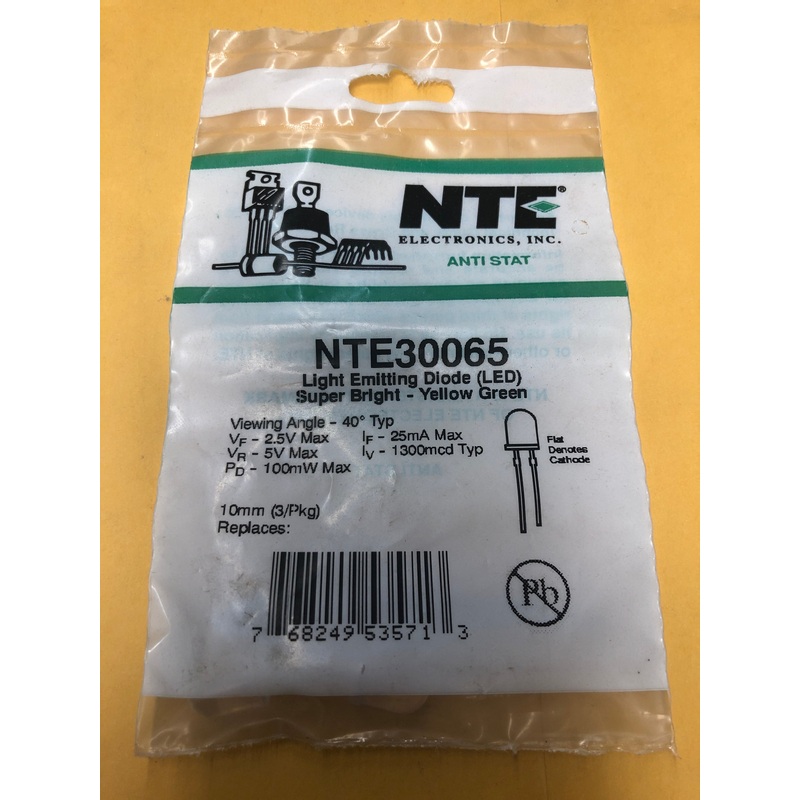 NTE®
ELECTRONICS, INC.
ANTI STAT
NTE30065
Light Emitting Diode (LED)
Super Bright - Yellow Green
Viewing Angle - 40° Typ
VF - 2.5V Max IF - 25mA Max
VR - 5V Max IV - 1300mcd Typ
PD - 100mW Max
Flat
Denotes
Cathode
10mm (3/Pkg)
Replaces:
Pb
7 68249 53571 3